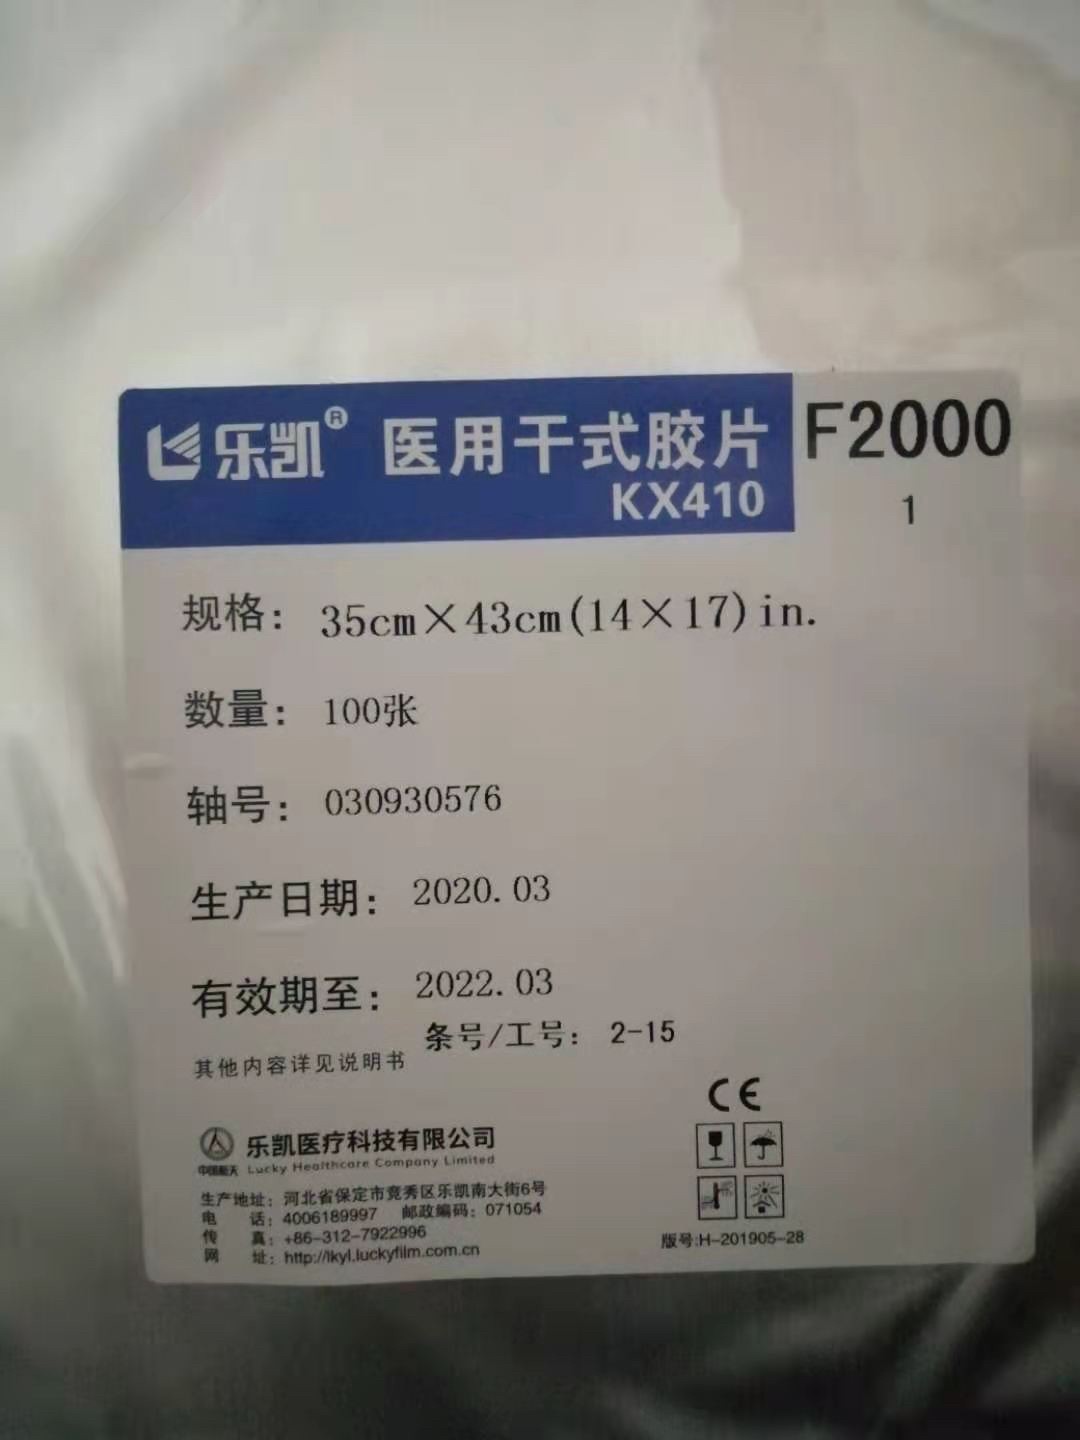 乐凯® 医用干式胶片 F2000
KX410 1
规格: 35cm×43cm(14×17)in.
数量: 100张
轴号: 030930576
生产日期: 2020.03
有效期至: 2022.03
条号/工号: 2-15
其他内容详见说明书
CE
中国航天
乐凯医疗科技有限公司
Lucky Healthcare Company Limited
生产地址: 河北省保定市竞秀区乐凯南大街6号
电 话: 4006189997 邮政编码: 071054
传 真: +86-312-7922996
网 址: http://lkyl.luckyfilm.com.cn
版号:H-201905-28